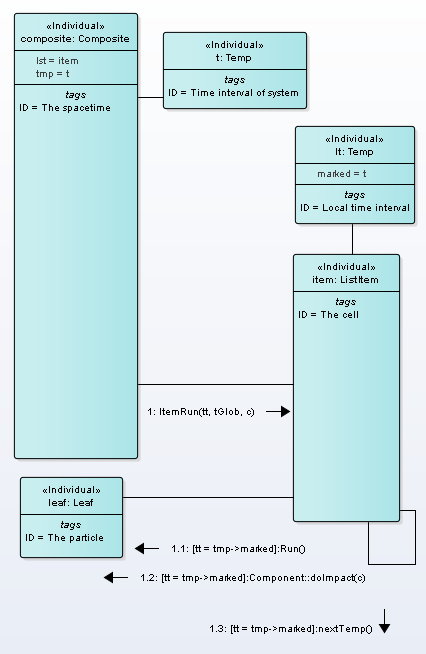 «Individual»
composite: Composite
lst = item
tmp = t
tags
ID = The spacetime
«Individual»
t: Temp
tags
ID = Time interval of system
«Individual»
lt: Temp
marked = t
tags
ID = Local time interval
«Individual»
item: ListItem
tags
ID = The cell
1: ItemRun(tt, tGlob, c)
«Individual»
leaf: Leaf
tags
ID = The particle
1.1: [tt = tmp->marked]:Run()
1.2: [tt = tmp->marked]:Component::doImpact(c)
1.3: [tt = tmp->marked]:nextTemp()